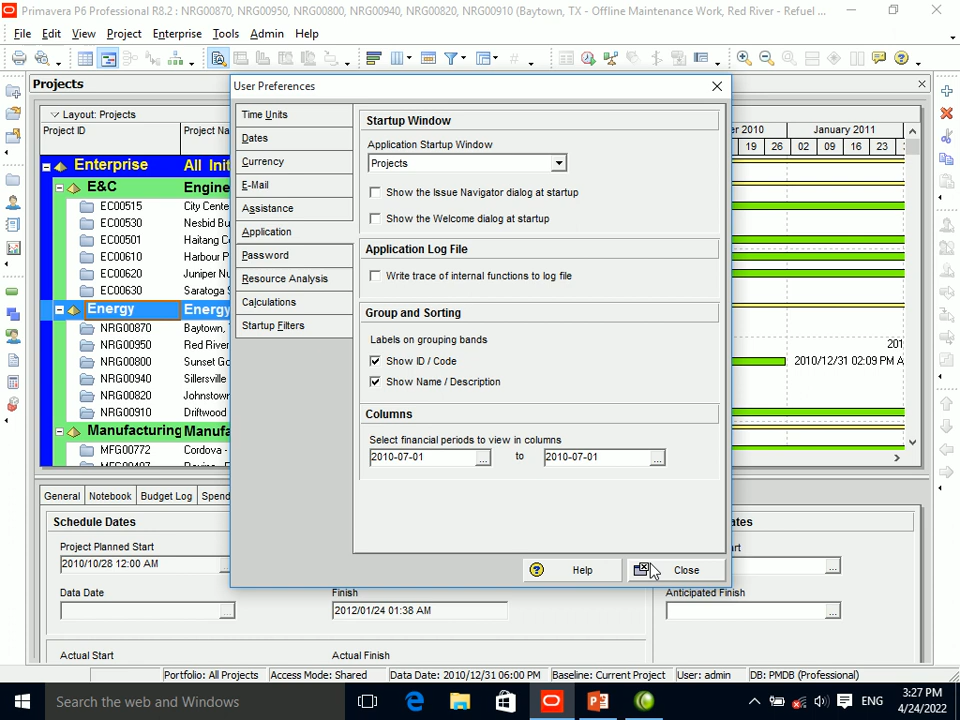 Primavera P6 Professional R8.2 : NRG00870, NRG00950, NRG00800, NRG00940, NRG00820, NRG00910 (Baytown, TX - Offline Maintenance Work, Red River - Refuel ...
File Edit View Project Enterprise Tools Admin Help
Projects
Layout: Projects
Project ID
Project Na
Enterprise All Init
E&C Engine
EC00515 City Cente
EC00530 Nesbid Bui
EC00501 Haitang C
EC00610 Harbour P
EC00620 Juniper Nu
EC00630 Saratoga S
Energy Energy
NRG00870 Baytown,
NRG00950 Red River
NRG00800 Sunset Go
NRG00940 Sillersville
NRG00820 Johnstown
NRG00910 Driftwood
Manufacturing Manufa
MFG00772 Cordova -
User Preferences
Time Units
Dates
Currency
E-Mail
Assistance
Application
Password
Resource Analysis
Calculations
Startup Filters
Startup Window
Application Startup Window
Projects
Show the Issue Navigator dialog at startup
Show the Welcome dialog at startup
Application Log File
Write trace of internal functions to log file
Group and Sorting
Labels on grouping bands
Show ID / Code
Show Name / Description
Columns
Select financial periods to view in columns
2010-07-01 ... to 2010-07-01 ...
Help
Close
er 2010 January 2011
19 26 02 09 16 23
201
2010/12/31 02:09 PM A
General Notebook Budget Log Spend
Schedule Dates
Project Planned Start
2010/10/28 12:00 AM
Data Date
Finish
2012/01/24 01:38 AM
Actual Start
Actual Finish
ates
art
Anticipated Finish
Portfolio: All Projects Access Mode: Shared Data Date: 2010/12/31 06:00 PM Baseline: Current Project User: admin DB: PMDB (Professional)
Search the web and Windows
ENG
3:27 PM
4/24/2022